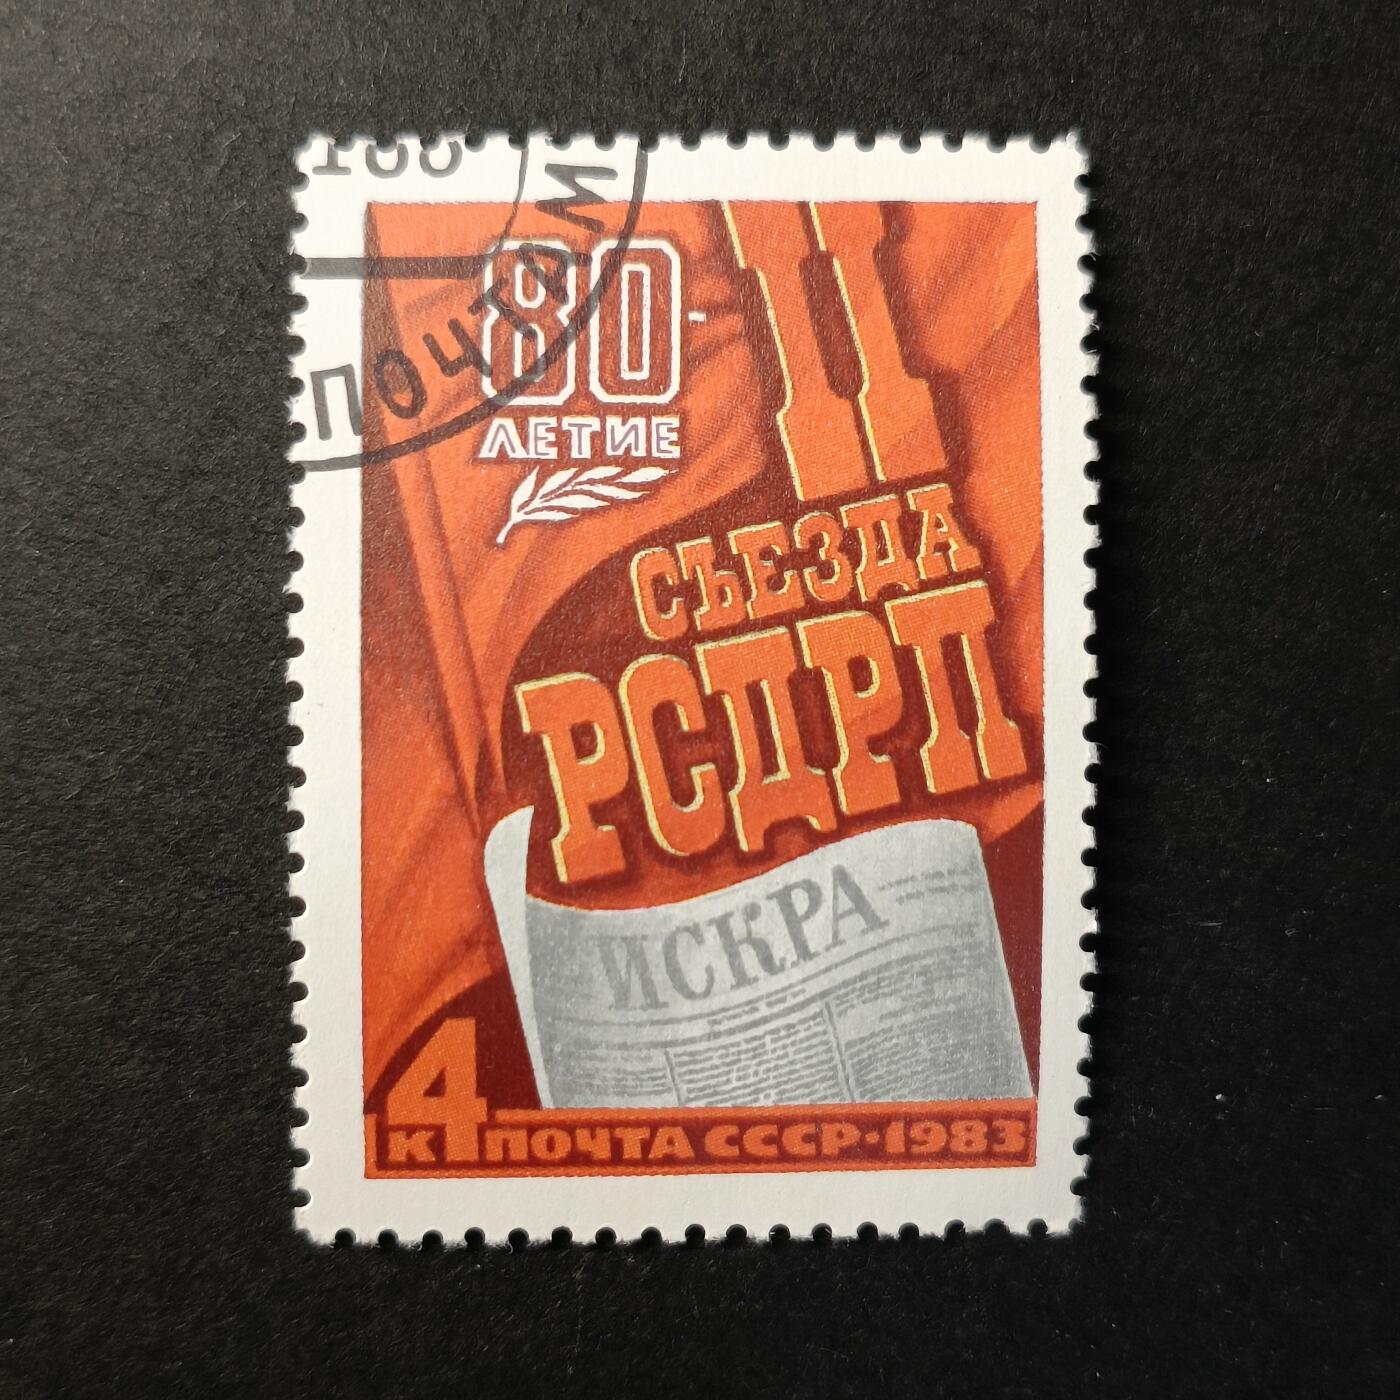 ПОЧТАМ
80-
ЛЕТИЕ
II
СЪЕЗДА
РСДРП
ИСКРА
4
К ПОЧТА СССР·1983